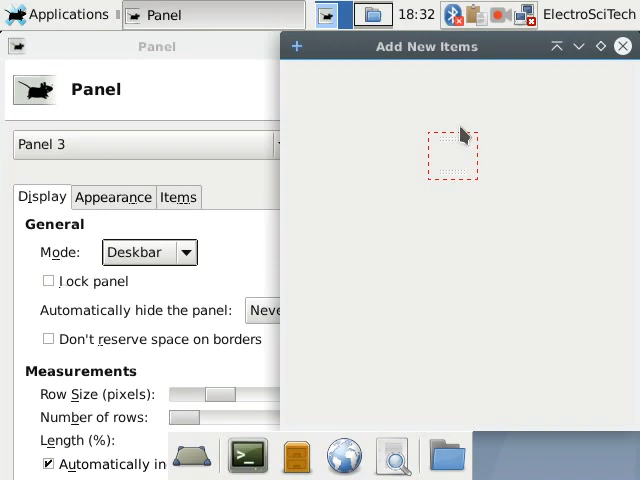 Applications
Panel
18:32
ElectroSciTech
Panel
Add New Items
Panel
Panel 3
Display
Appearance
Items
General
Mode:
Deskbar
Lock panel
Automatically hide the panel:
Neve
Don't reserve space on borders
Measurements
Row Size (pixels):
Number of rows:
Length (%):
Automatically in